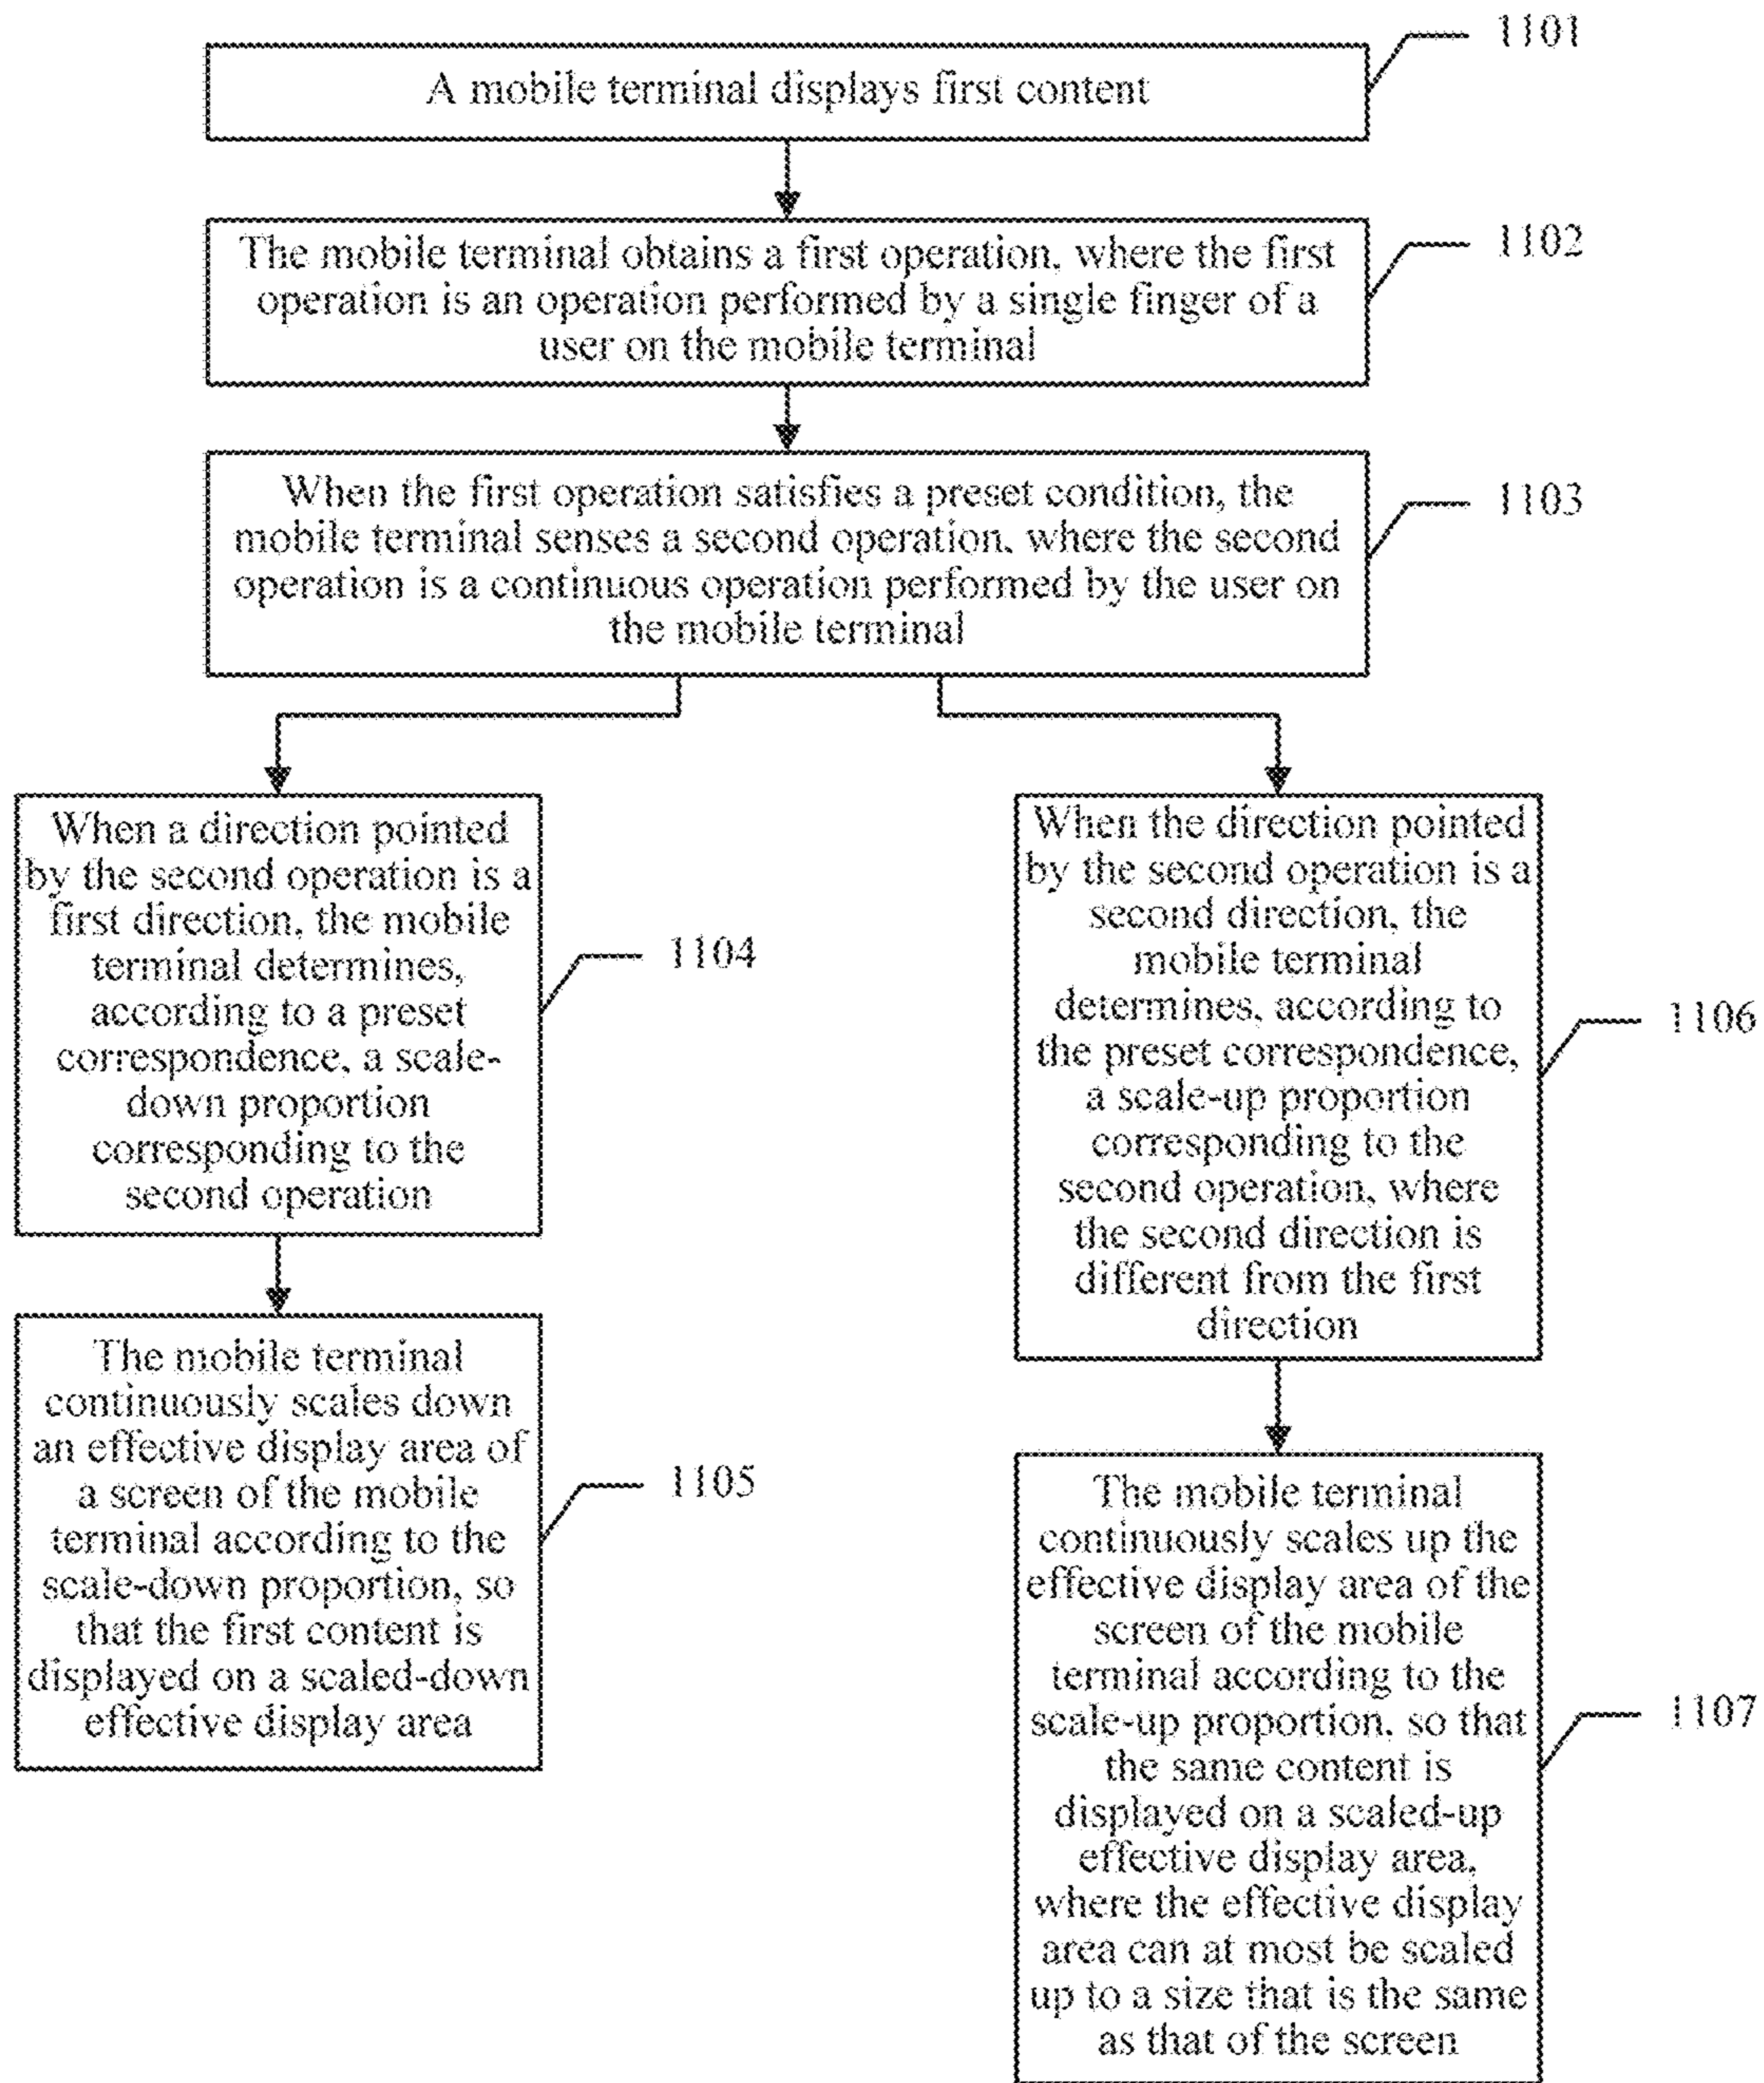 1101
A mobile terminal displays first content
1102
The mobile terminal obtains a first operation, where the first
operation is an operation performed by a single finger of a
user on the mobile terminal
1103
When the first operation satisfies a preset condition, the
mobile terminal senses a second operation, where the second
operation is a continuous operation performed by the user on
the mobile terminal
When a direction pointed
by the second operation is a
first direction, the mobile
terminal determines,
according to a preset
correspondence, a scale-
down proportion
corresponding to the
second operation
1104
The mobile terminal
continuously scales down
an effective display area of
a screen of the mobile
terminal according to the
scale-down proportion, so
that the first content is
displayed on a scaled-down
effective display area
1105
When the direction pointed
by the second operation is a
second direction, the
mobile terminal
determines, according to
the preset correspondence,
a scale-up proportion
corresponding to the
second operation, where
the second direction is
different from the first
direction
1106
The mobile terminal
continuously scales up the
effective display area of the
screen of the mobile
terminal according to the
scale-up proportion, so that
the same content is
displayed on a scaled-up
effective display area,
where the effective display
area can at most be scaled
up to a size that is the same
as that of the screen
1107